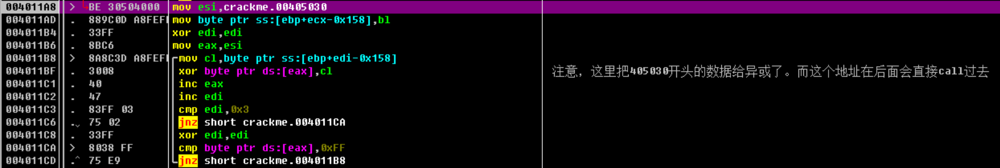 004011A8 > BE 30504000 mov esi,crackme.00405030
004011AD . 889C0D A8FEF mov byte ptr ss:[ebp+ecx-0x158],bl
004011B4 . 33FF xor edi,edi
004011B6 . 8BC6 mov eax,esi
004011B8 > 8A8C3D A8FEF mov cl,byte ptr ss:[ebp+edi-0x158]
004011BF . 3008 xor byte ptr ds:[eax],cl 注意，这里把405030开头的数据给异或了。而这个地址在后面会直接call过去
004011C1 . 40 inc eax
004011C2 . 47 inc edi
004011C3 . 83FF 03 cmp edi,0x3
004011C6 . 75 02 jnz short crackme.004011CA
004011C8 . 33FF xor edi,edi
004011CA > 8038 FF cmp byte ptr ds:[eax],0xFF
004011CD .^ 75 E9 jnz short crackme.004011B8